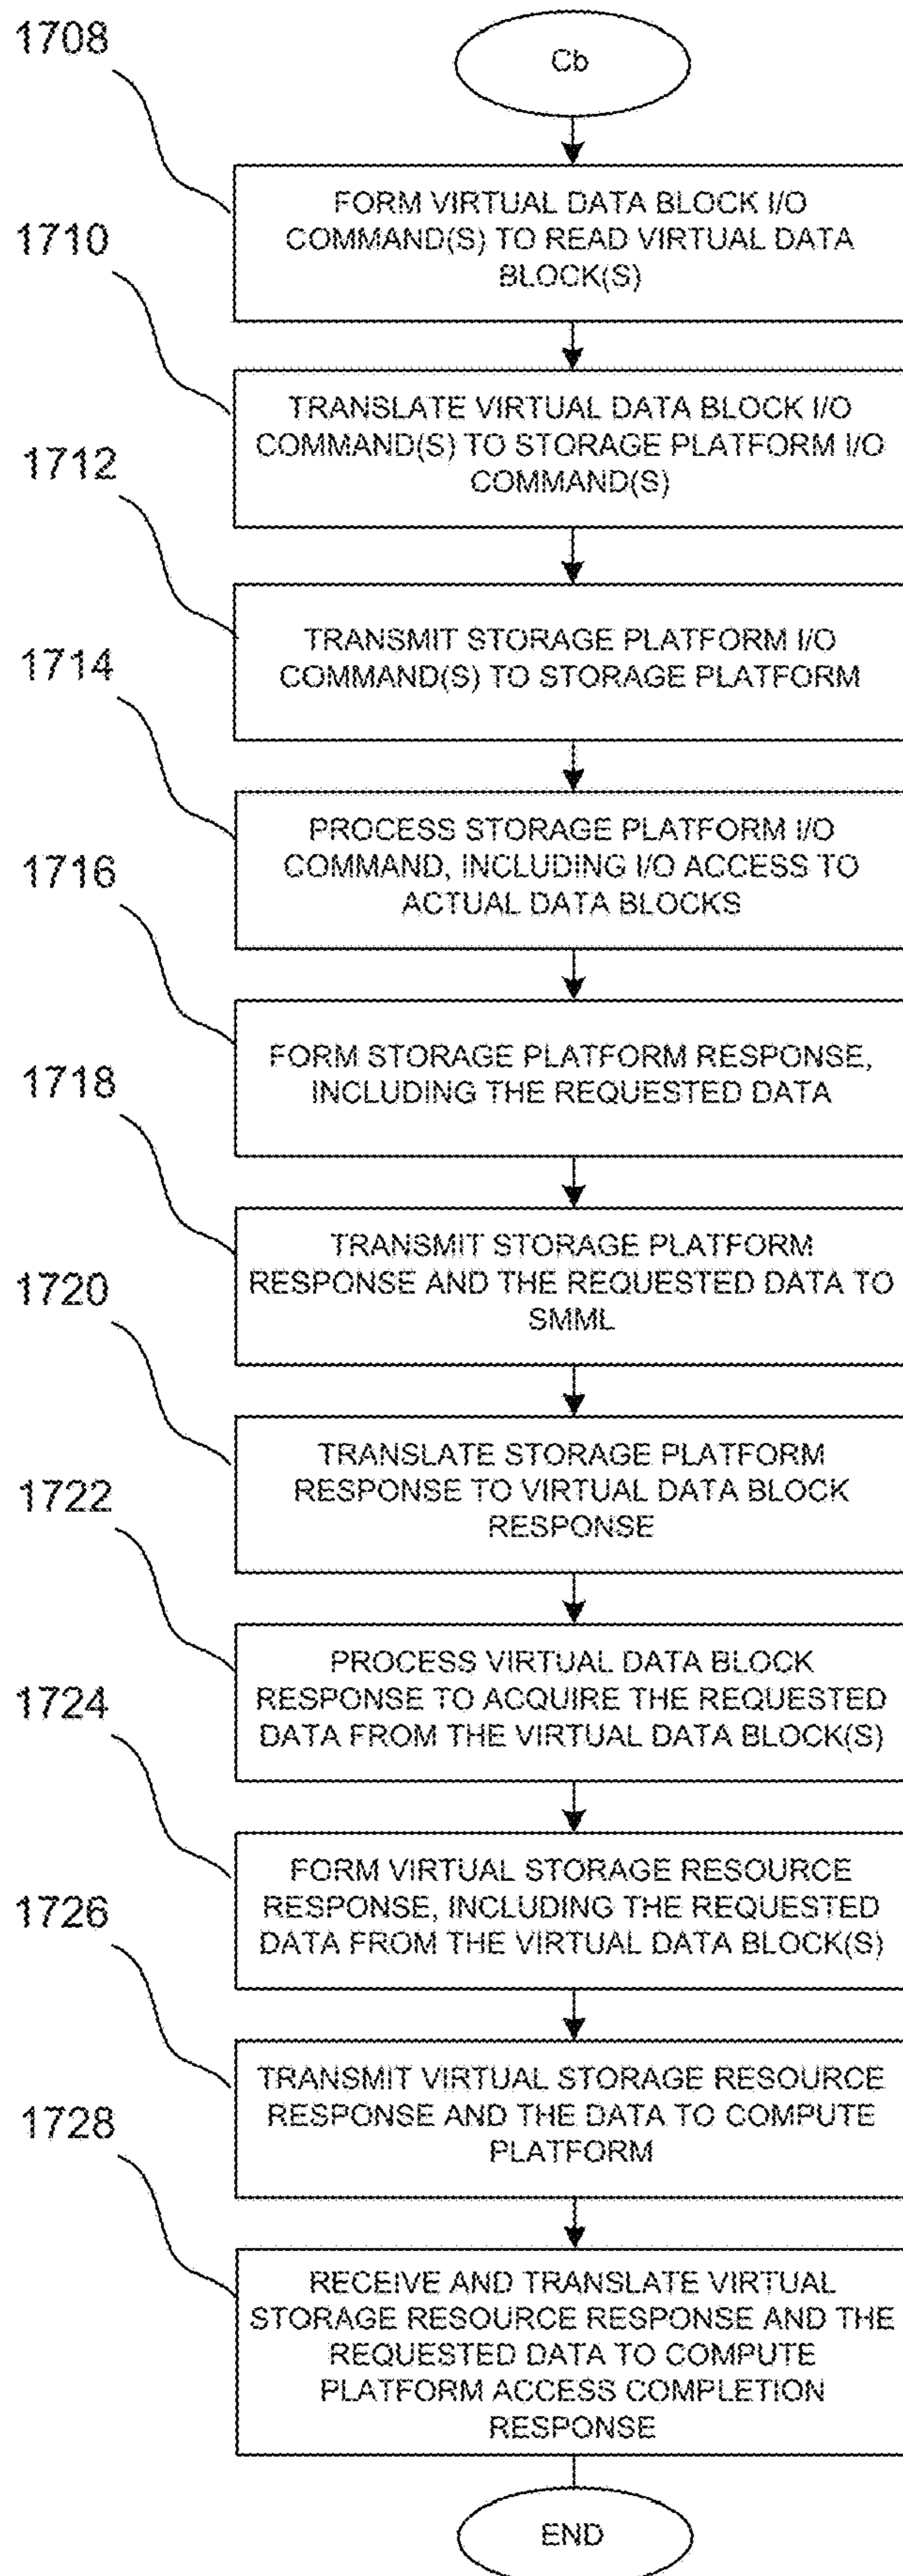 1708
Cb
FORM VIRTUAL DATA BLOCK I/O
COMMAND(S) TO READ VIRTUAL DATA
BLOCK(S)
1710
TRANSLATE VIRTUAL DATA BLOCK I/O
COMMAND(S) TO STORAGE PLATFORM I/O
COMMAND(S)
1712
TRANSMIT STORAGE PLATFORM I/O
COMMAND(S) TO STORAGE PLATFORM
1714
PROCESS STORAGE PLATFORM I/O
COMMAND, INCLUDING I/O ACCESS TO
ACTUAL DATA BLOCKS
1716
FORM STORAGE PLATFORM RESPONSE,
INCLUDING THE REQUESTED DATA
1718
TRANSMIT STORAGE PLATFORM
RESPONSE AND THE REQUESTED DATA TO
SMML
1720
TRANSLATE STORAGE PLATFORM
RESPONSE TO VIRTUAL DATA BLOCK
RESPONSE
1722
PROCESS VIRTUAL DATA BLOCK
RESPONSE TO ACQUIRE THE REQUESTED
DATA FROM THE VIRTUAL DATA BLOCK(S)
1724
FORM VIRTUAL STORAGE RESOURCE
RESPONSE, INCLUDING THE REQUESTED
DATA FROM THE VIRTUAL DATA BLOCK(S)
1726
TRANSMIT VIRTUAL STORAGE RESOURCE
RESPONSE AND THE DATA TO COMPUTE
PLATFORM
1728
RECEIVE AND TRANSLATE VIRTUAL
STORAGE RESOURCE RESPONSE AND THE
REQUESTED DATA TO COMPUTE
PLATFORM ACCESS COMPLETION
RESPONSE
END